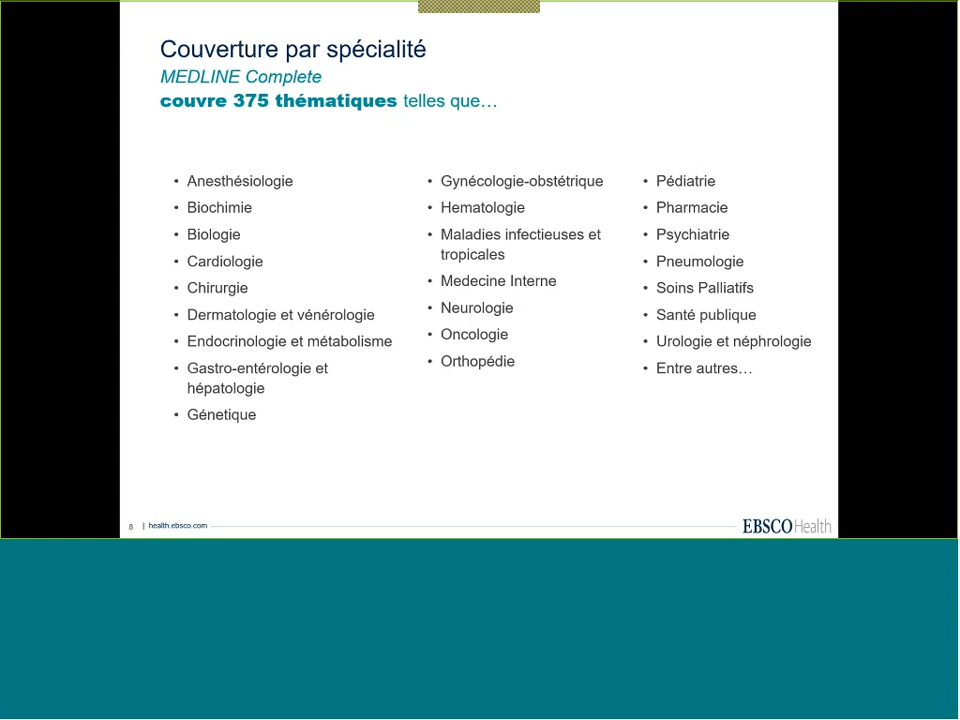 Couverture par spécialité
MEDLINE Complete
couvre 375 thématiques telles que…
• Anesthésiologie
• Biochimie
• Biologie
• Cardiologie
• Chirurgie
• Dermatologie et vénérologie
• Endocrinologie et métabolisme
• Gastro-entérologie et
hépatologie
• Génetique
• Gynécologie-obstétrique
• Hematologie
• Maladies infectieuses et
tropicales
• Medecine Interne
• Neurologie
• Oncologie
• Orthopédie
• Pédiatrie
• Pharmacie
• Psychiatrie
• Pneumologie
• Soins Palliatifs
• Santé publique
• Urologie et néphrologie
• Entre autres…
8 | health.ebsco.com
EBSCO Health